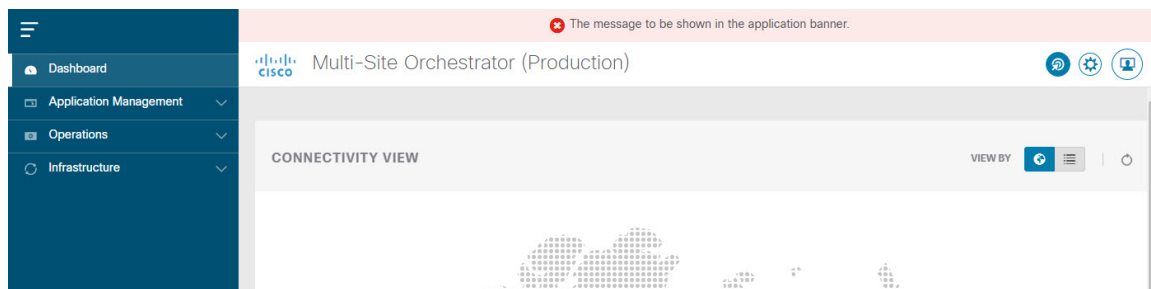 The message to be shown in the application banner.
Dashboard
Application Management
Operations
Infrastructure
cisco
Multi-Site Orchestrator (Production)
CONNECTIVITY VIEW
VIEW BY